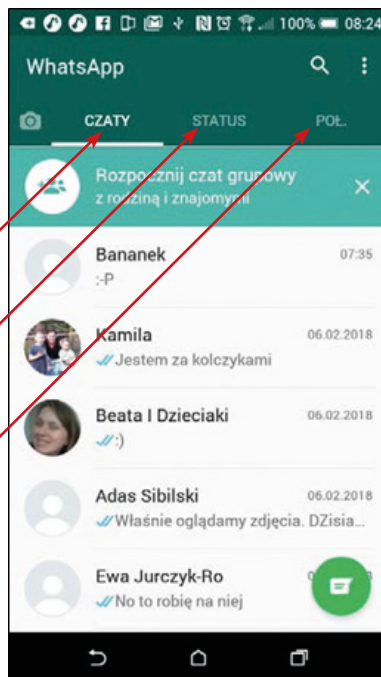 100% 08:24
WhatsApp
CZATY STATUS POŁ.
Rozpocznij czat grupowy
z rodziną i znajomymi
Bananek 07:35
:-P
Kamila 06.02.2018
Jestem za kolczykami
Beata I Dzieciaki 06.02.2018
:)
Adas Sibilski 06.02.2018
Właśnie oglądamy zdjęcia. DZisia...
Ewa Jurczyk-Ro
No to robię na niej